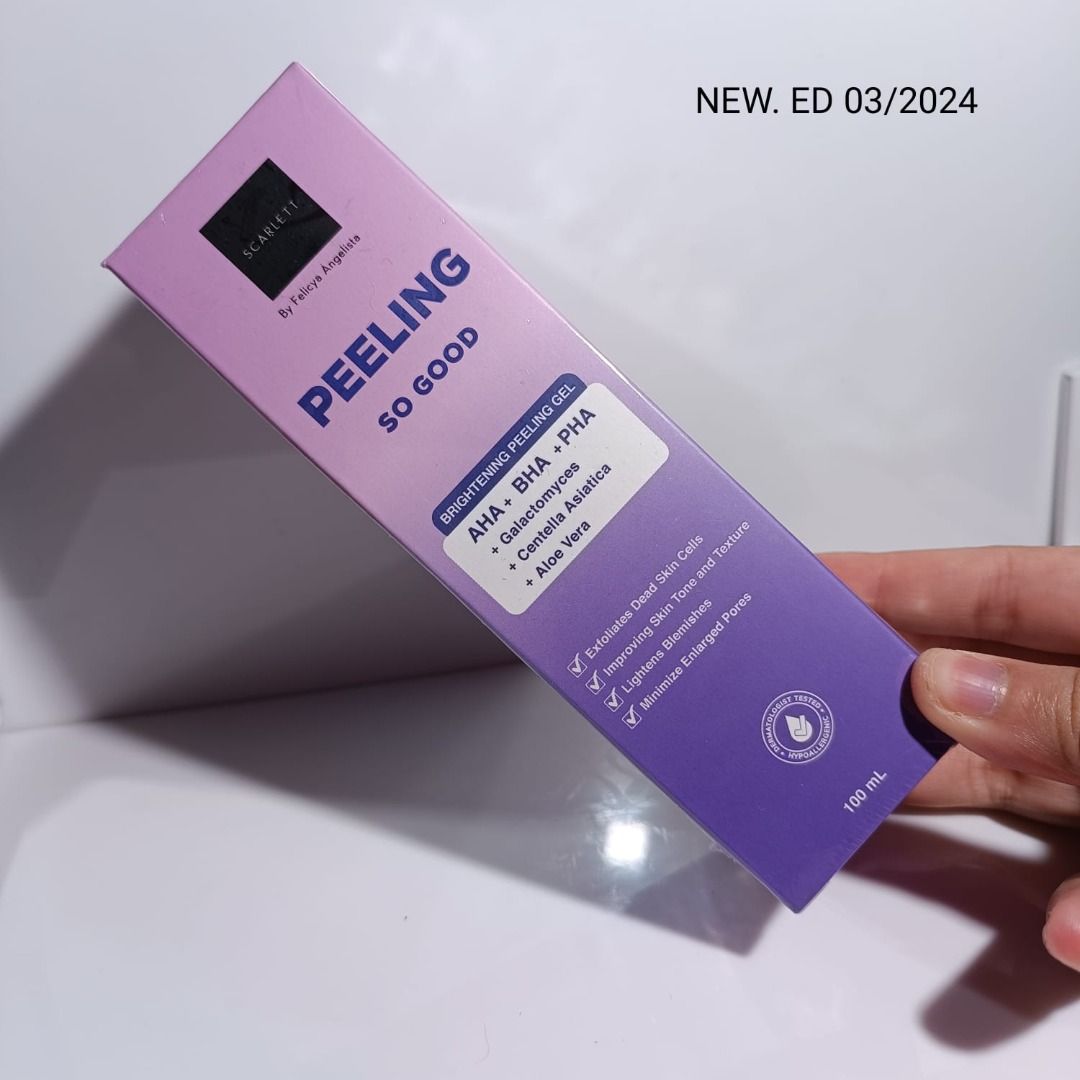 NEW. ED 03/2024
SCARLETT
By Felicya Angelista
PEELING
SO GOOD
BRIGHTENING PEELING GEL
AHA + BHA + PHA
+ Galactomyces
+ Centella Asiatica
+ Aloe Vera
Exfoliates Dead Skin Cells
Improving Skin Tone and Texture
Lightens Blemishes
Minimize Enlarged Pores
DERMATOLOGIST TESTED
HYPOALLERGENIC
100 mL